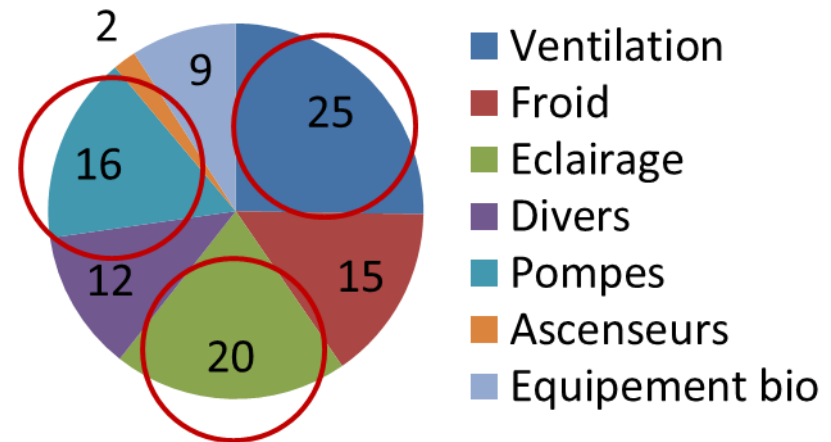 2
9
25
16
15
12
20
Ventilation
Froid
Eclairage
Divers
Pompes
Ascenseurs
Equipement bio